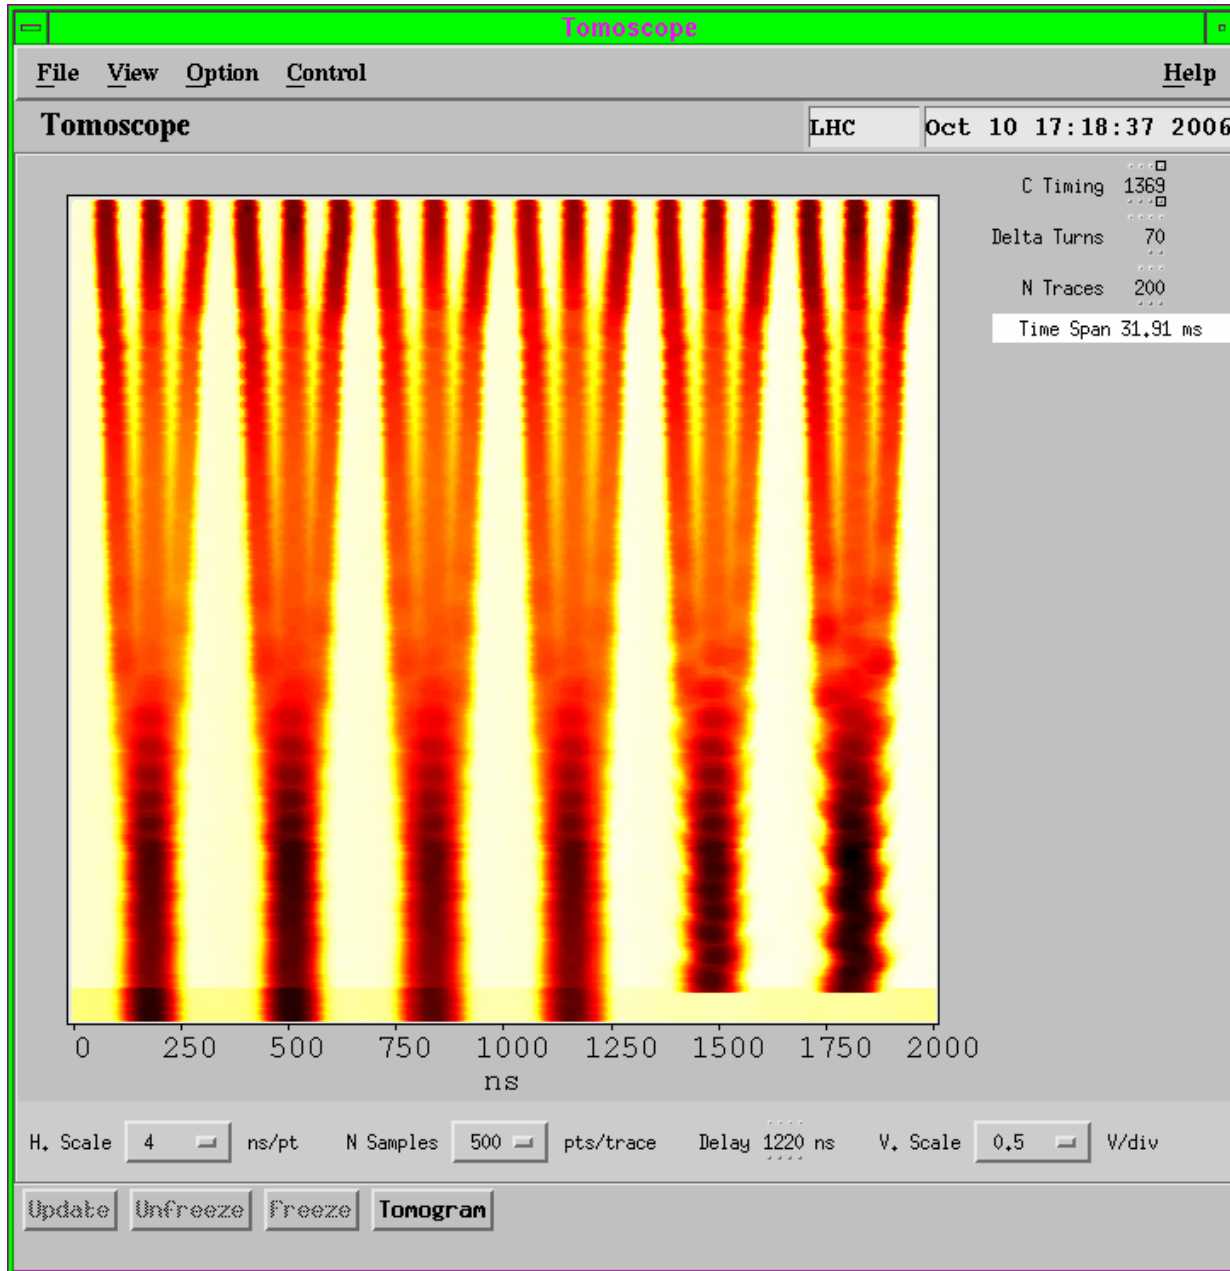 Tomoscope
File View Option Control Help
Tomoscope LHC Oct 10 17:18:37 2006
C Timing 1369
Delta Turns 70
N Traces 200
Time Span 31.91 ms
0 250 500 750 1000 1250 1500 1750 2000
ns
H. Scale 4 ns/pt N Samples 500 pts/trace Delay 1220 ns V. Scale 0.5 V/div
Update Unfreeze Freeze Tomogram